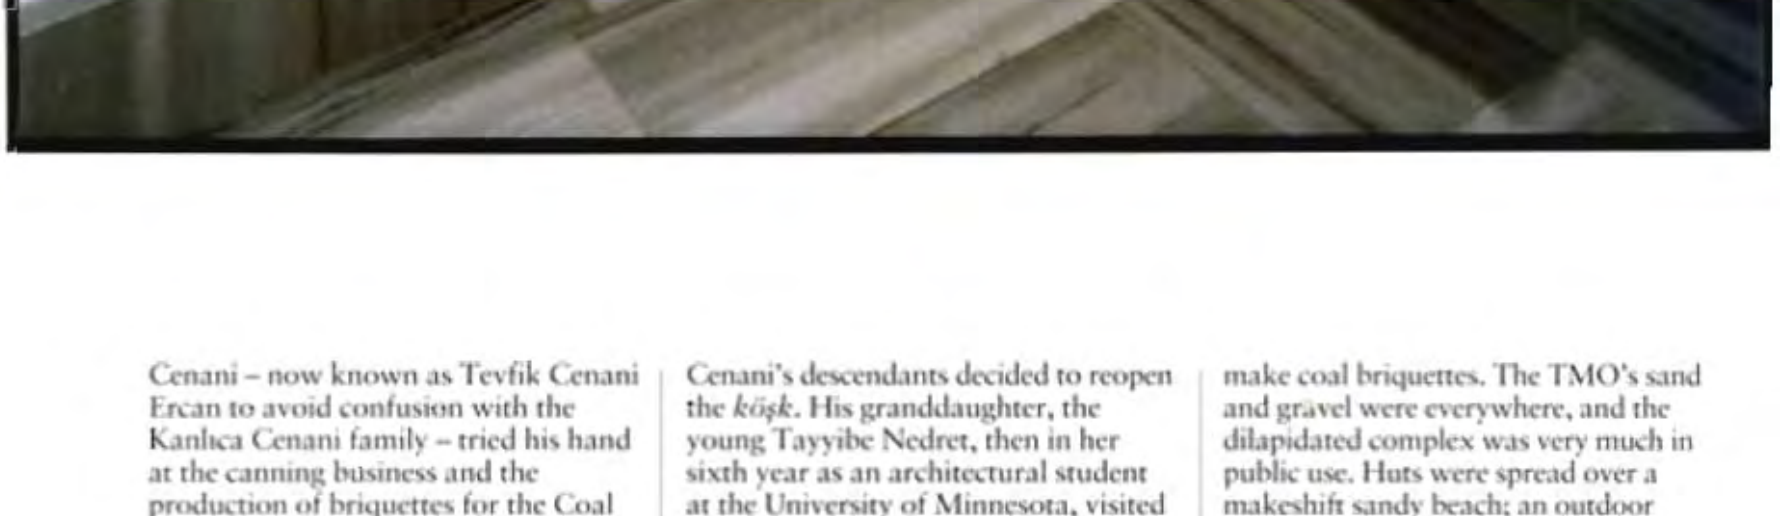 Cenani – now known as Tevfik Cenani
Ercan to avoid confusion with the
Kanlıca Cenani family – tried his hand
at the canning business and the
production of briquettes for the Coal
Cenani's descendants decided to reopen
the köşk. His granddaughter, the
young Tayyibe Nedret, then in her
sixth year as an architectural student
at the University of Minnesota, visited
make coal briquettes. The TMO's sand
and gravel were everywhere, and the
dilapidated complex was very much in
public use. Huts were spread over a
makeshift sandy beach; an outdoor